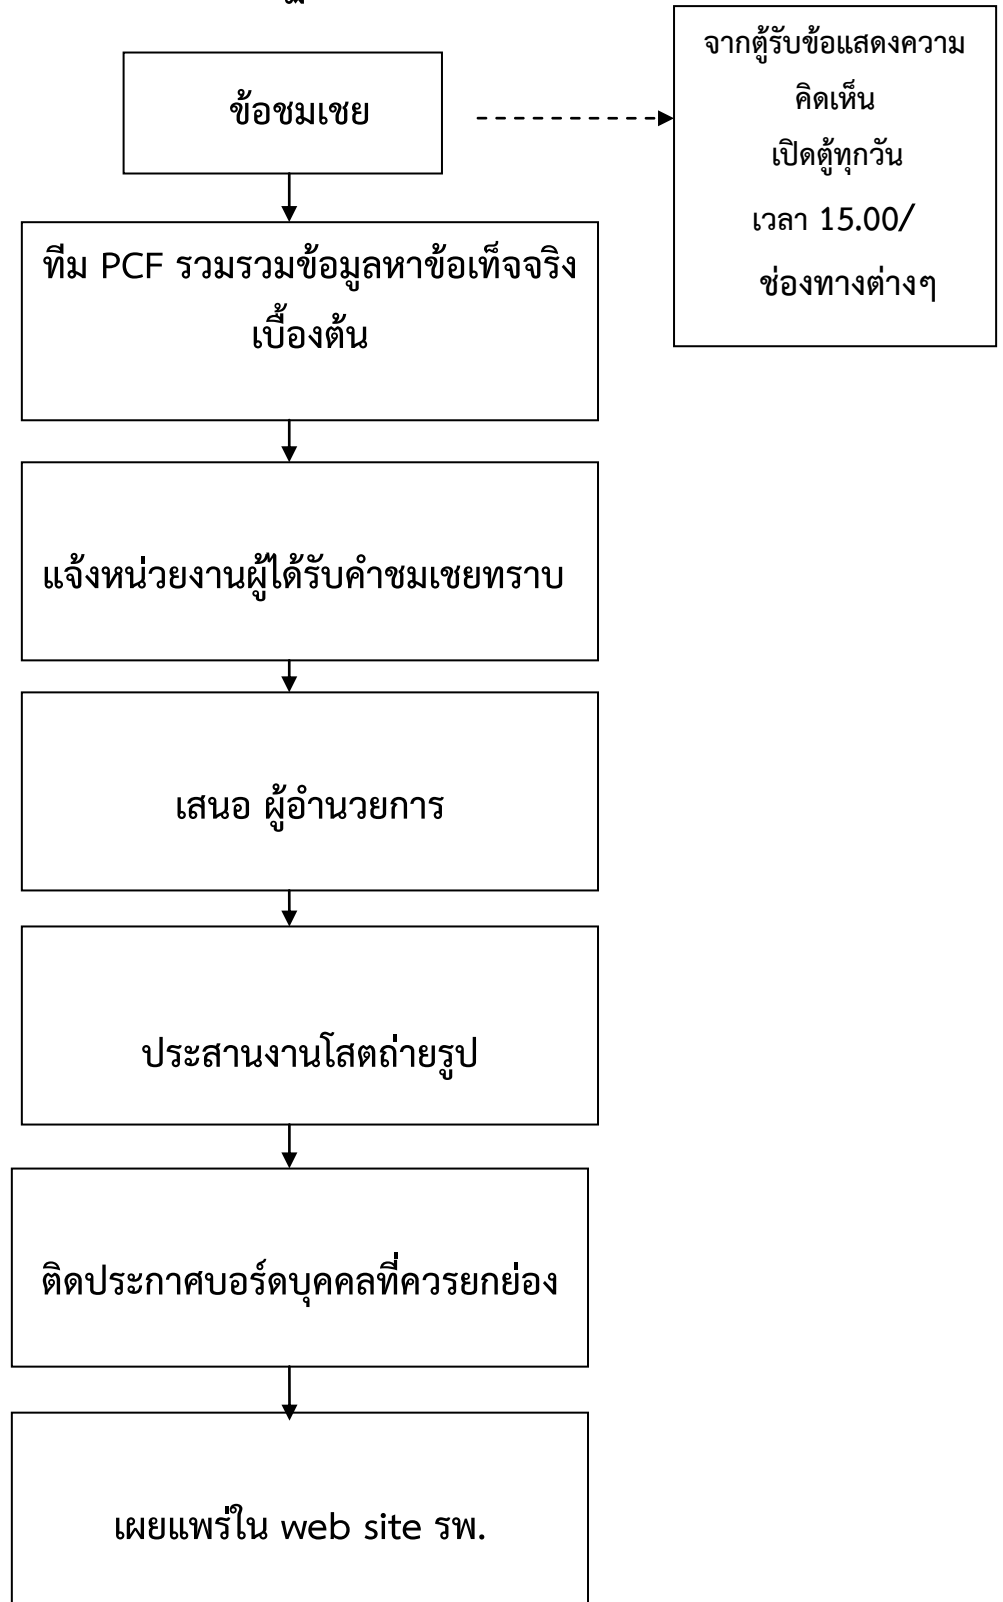 ข้อชมเชย
จากตู้รับข้อแสดงความ
คิดเห็น
เปิดตู้ทุกวัน
เวลา 15.00/
ช่องทางต่างๆ
ทีม PCF รวมรวมข้อมูลหาข้อเท็จจริง
เบื้องต้น
แจ้งหน่วยงานผู้ได้รับคำชมเชยทราบ
เสนอ ผู้อำนวยการ
ประสานงานโสตถ่ายรูป
ติดประกาศบอร์ดบุคคลที่ควรยกย่อง
เผยแพร่ใน web site รพ.